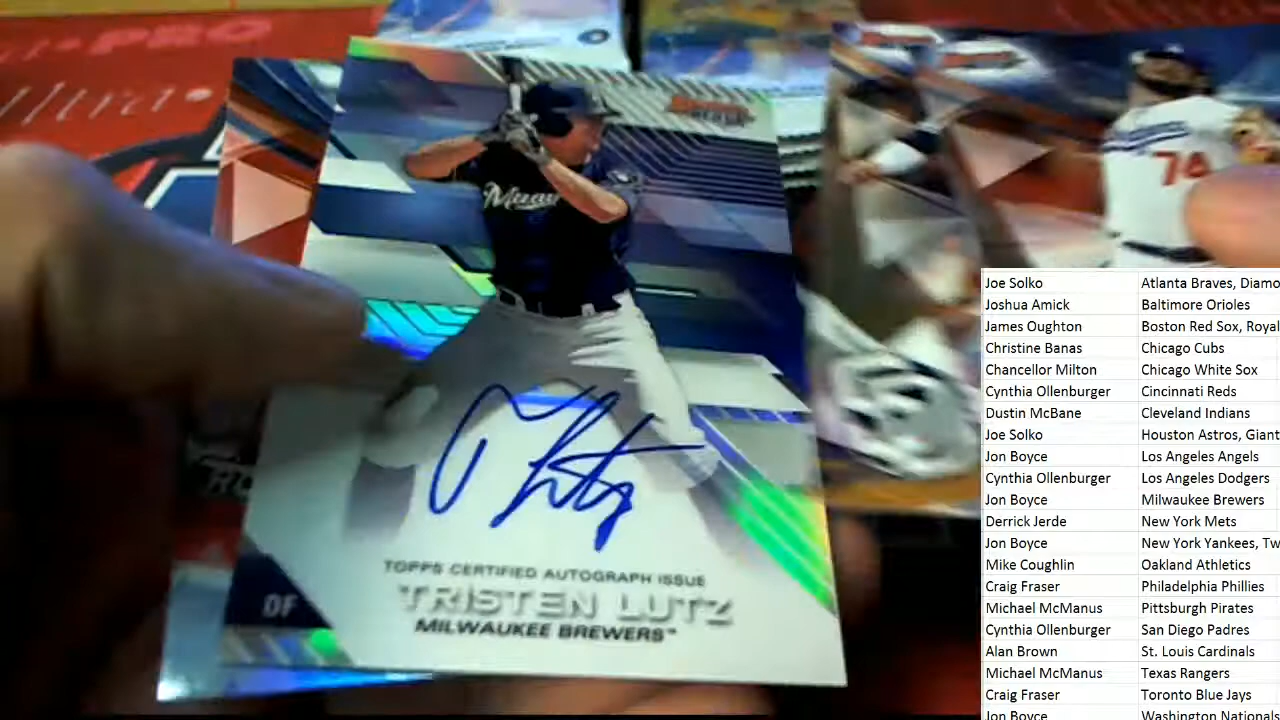 PRO
74
TOPPS CERTIFIED AUTOGRAPH ISSUE
TRISTEN LUTZ
OF
MILWAUKEE BREWERS™
Joe Solko Atlanta Braves, Diamo
Joshua Amick Baltimore Orioles
James Oughton Boston Red Sox, Royal
Christine Banas Chicago Cubs
Chancellor Milton Chicago White Sox
Cynthia Ollenburger Cincinnati Reds
Dustin McBane Cleveland Indians
Joe Solko Houston Astros, Giant
Jon Boyce Los Angeles Angels
Cynthia Ollenburger Los Angeles Dodgers
Jon Boyce Milwaukee Brewers
Derrick Jerde New York Mets
Jon Boyce New York Yankees, Tw
Mike Coughlin Oakland Athletics
Craig Fraser Philadelphia Phillies
Michael McManus Pittsburgh Pirates
Cynthia Ollenburger San Diego Padres
Alan Brown St. Louis Cardinals
Michael McManus Texas Rangers
Craig Fraser Toronto Blue Jays
Jon Boyce Washington Nationals